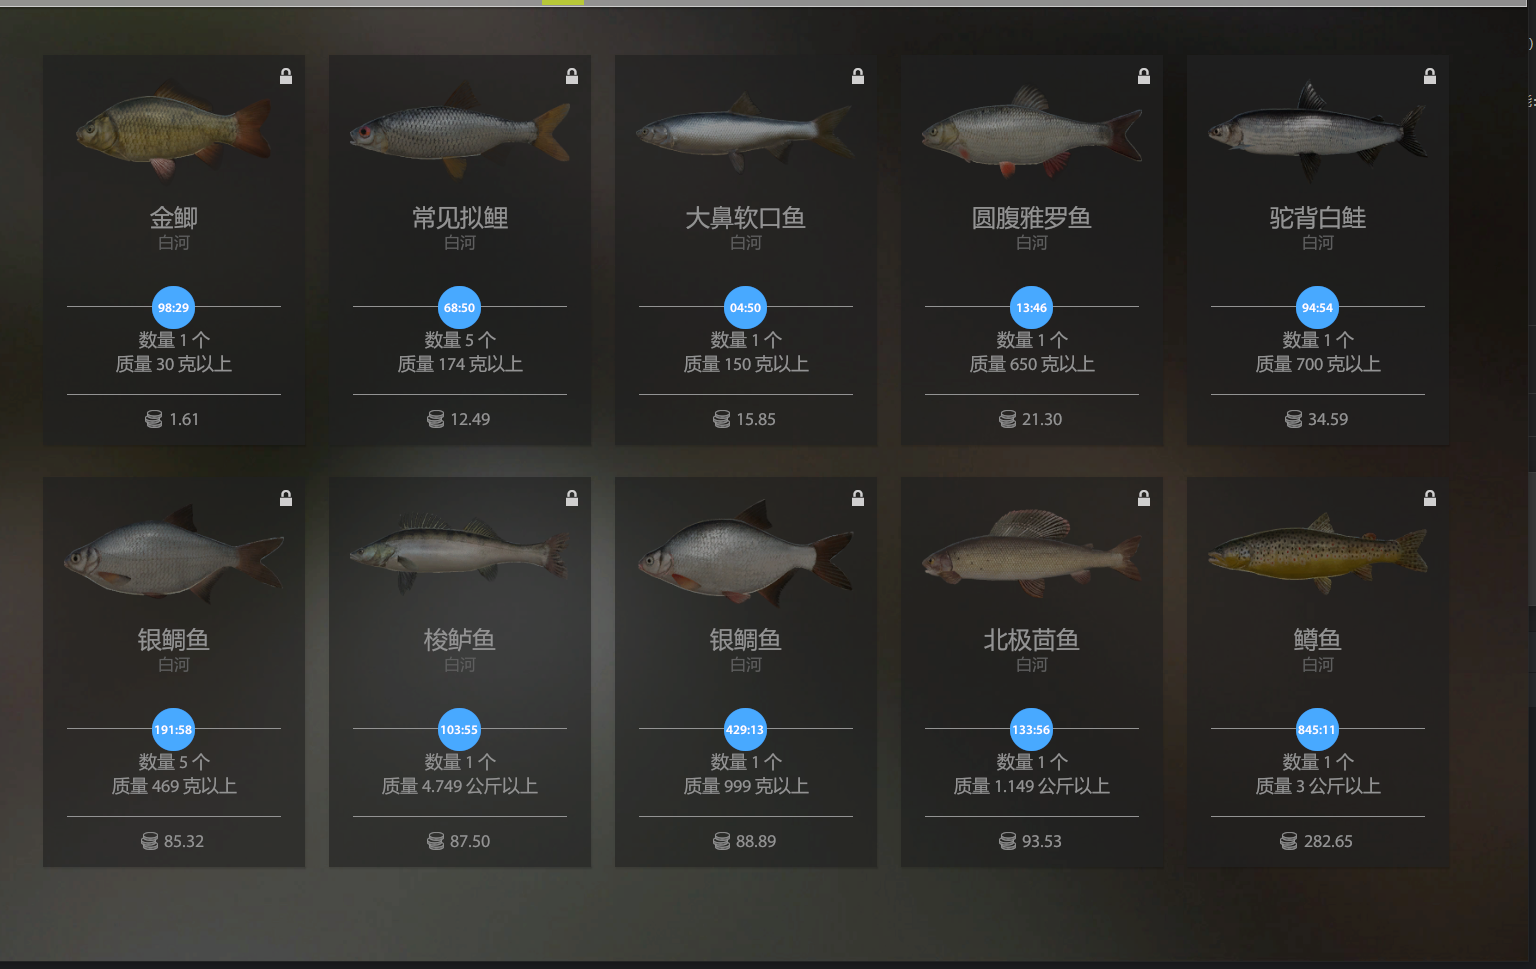 金鲫
白河
98:29
数量 1 个
质量 30 克以上
1.61
常见拟鲤
白河
68:50
数量 5 个
质量 174 克以上
12.49
大鼻软口鱼
白河
04:50
数量 1 个
质量 150 克以上
15.85
圆腹雅罗鱼
白河
13:46
数量 1 个
质量 650 克以上
21.30
驼背白鲑
白河
94:54
数量 1 个
质量 700 克以上
34.59
银鲷鱼
白河
191:58
数量 5 个
质量 469 克以上
85.32
梭鲈鱼
白河
103:55
数量 1 个
质量 4.749 公斤以上
87.50
银鲷鱼
白河
429:13
数量 1 个
质量 999 克以上
88.89
北极茴鱼
白河
133:56
数量 1 个
质量 1.149 公斤以上
93.53
鳟鱼
白河
845:11
数量 1 个
质量 3 公斤以上
282.65